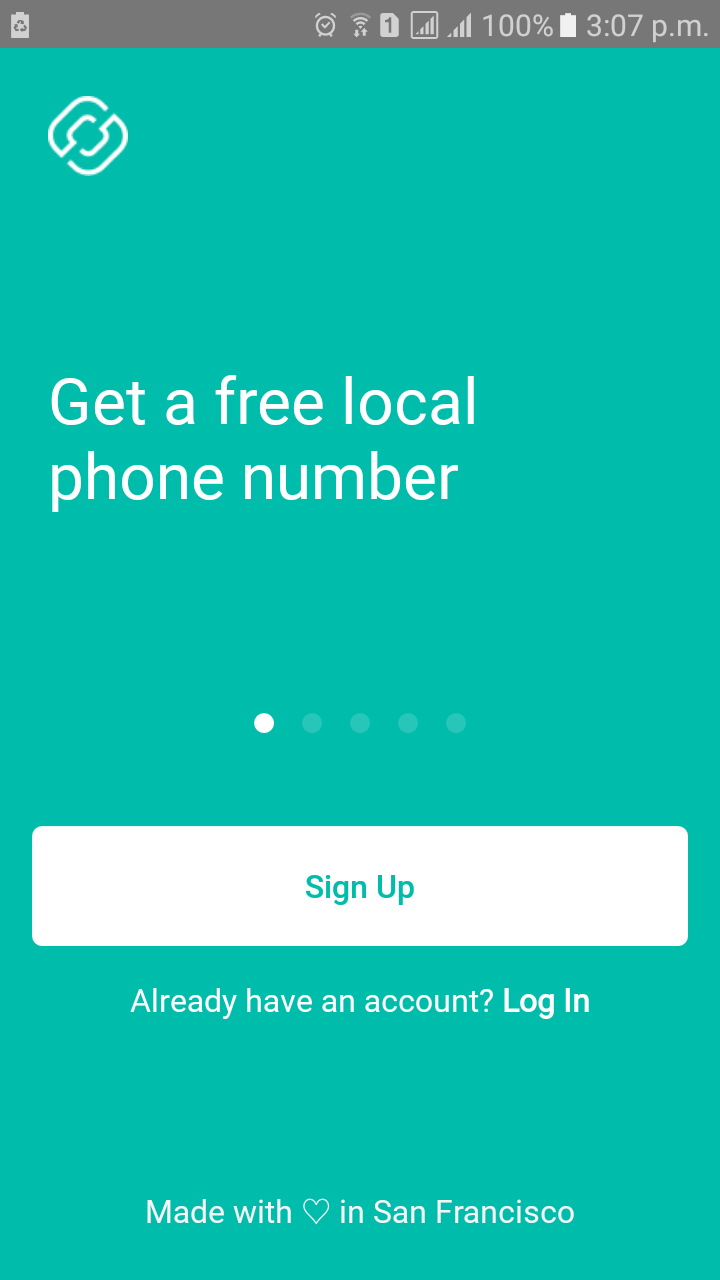 1 100% 3:07 p.m.
Get a free local
phone number
Sign Up
Already have an account? Log In
Made with ♡ in San Francisco